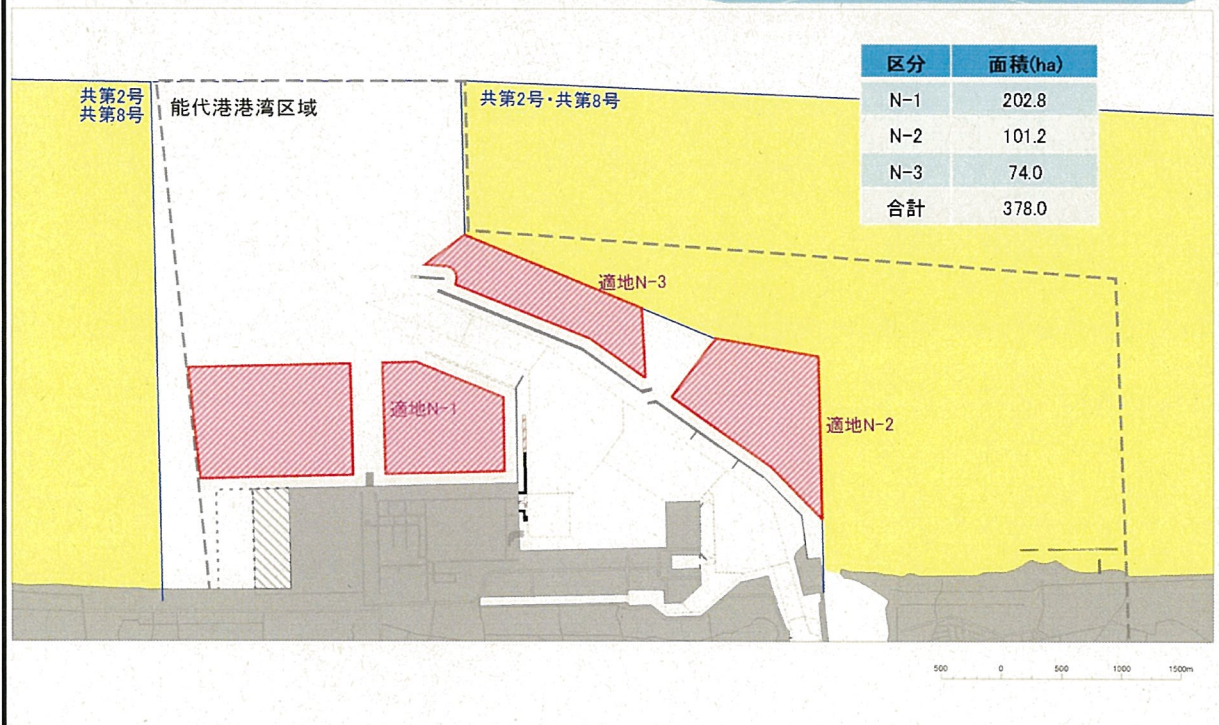 共第2号
共第8号
能代港港湾区域
共第2号・共第8号
区分 面積(ha)
N-1 202.8
N-2 101.2
N-3 74.0
合計 378.0
適地N-3
適地N-1
適地N-2
500 0 500 1000 1500m